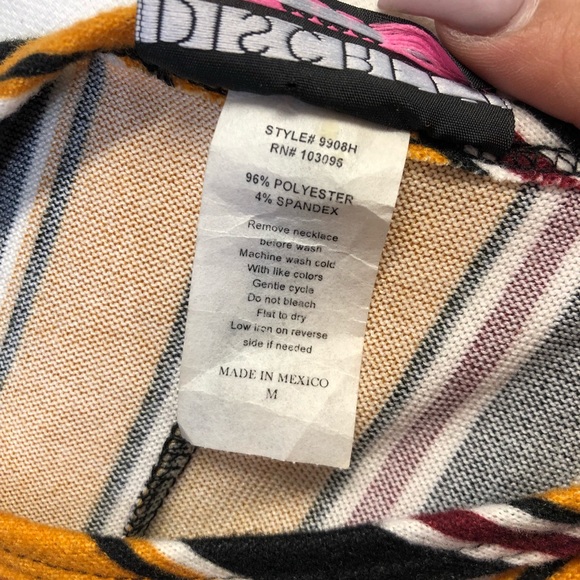 STYLE# 9908H
RN# 103096
96% POLYESTER
4% SPANDEX
Remove necklace
before wash
Machine wash cold
With like colors
Gentle cycle
Do not bleach
Flat to dry
Low iron on reverse
side if needed
MADE IN MEXICO
M